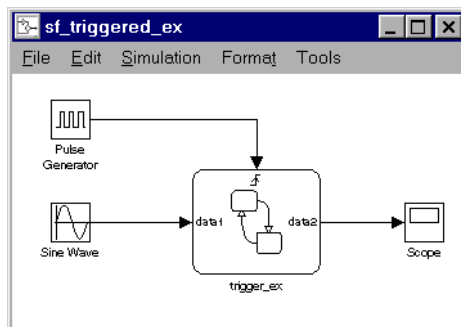 sf_triggered_ex
File Edit Simulation Format Tools
Pulse
Generator
data1
data2
Sine Wave
Scope
trigger_ex